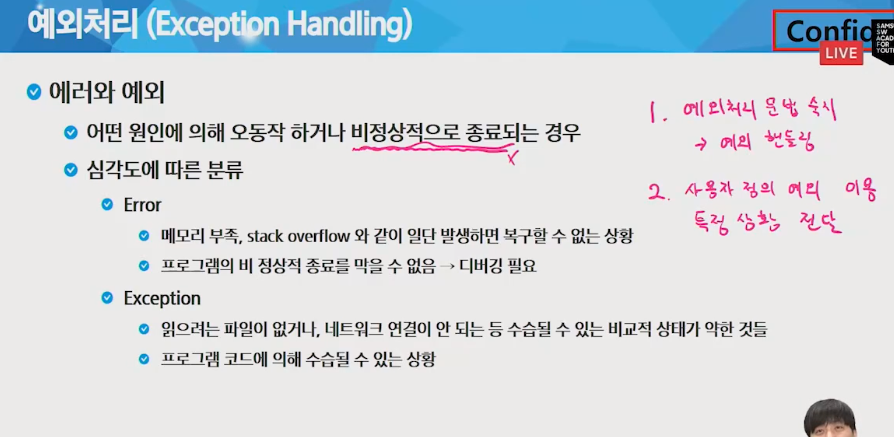 예외처리 (Exception Handling)
Confid
LIVE
SAMS
SW
ACAD
FOR
YOUTH
에러와 예외
어떤 원인에 의해 오동작 하거나 비정상적으로 종료되는 경우
심각도에 따른 분류
Error
메모리 부족, stack overflow 와 같이 일단 발생하면 복구할 수 없는 상황
프로그램의 비 정상적 종료를 막을 수 없음 → 디버깅 필요
Exception
읽으려는 파일이 없거나, 네트워크 연결이 안 되는 등 수습될 수 있는 비교적 상태가 약한 것들
프로그램 코드에 의해 수습될 수 있는 상황
x
1. 예외처리 문법 숙지
→ 예외 핸들링
2. 사용자 정의 예외 이용
특정 상황 전달